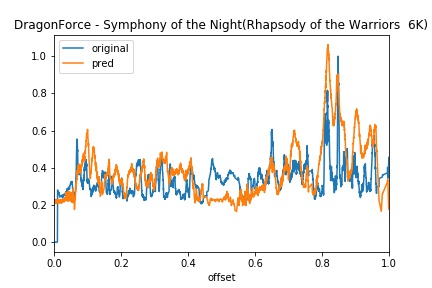 DragonForce - Symphony of the Night(Rhapsody of the Warriors  6K)
original
pred
1.0
0.8
0.6
0.4
0.2
0.0
0.0 0.2 0.4 0.6 0.8 1.0
offset